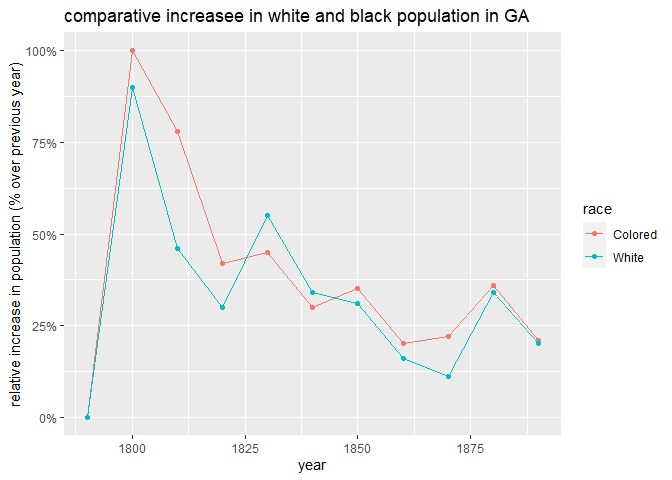 comparative increasee in white and black population in GA
relative increase in population (% over previous year)
100%
75%
50%
25%
0%
1800
1825
1850
1875
year
race
Colored
White